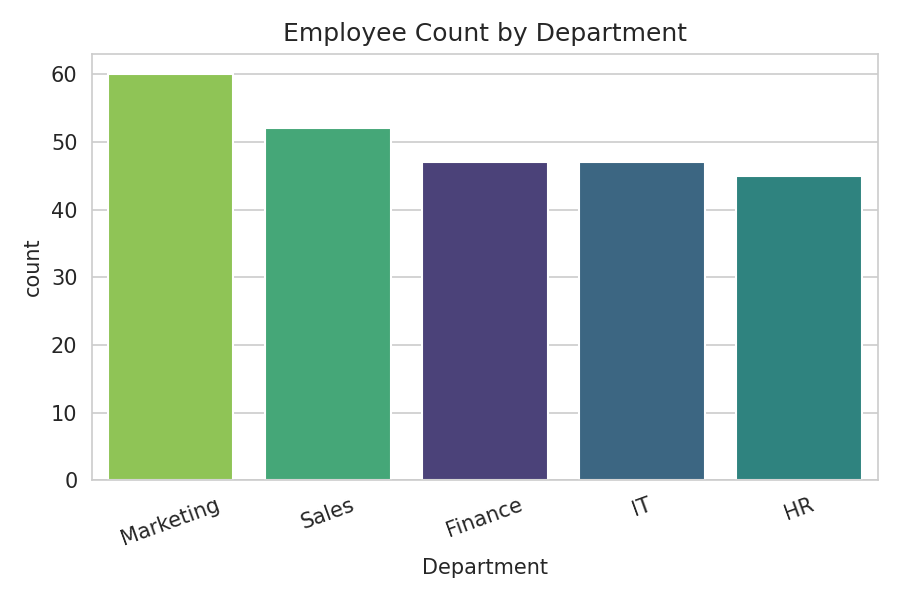 Employee Count by Department
60
50
40
30
20
10
0
count
Marketing
Sales
Finance
IT
HR
Department